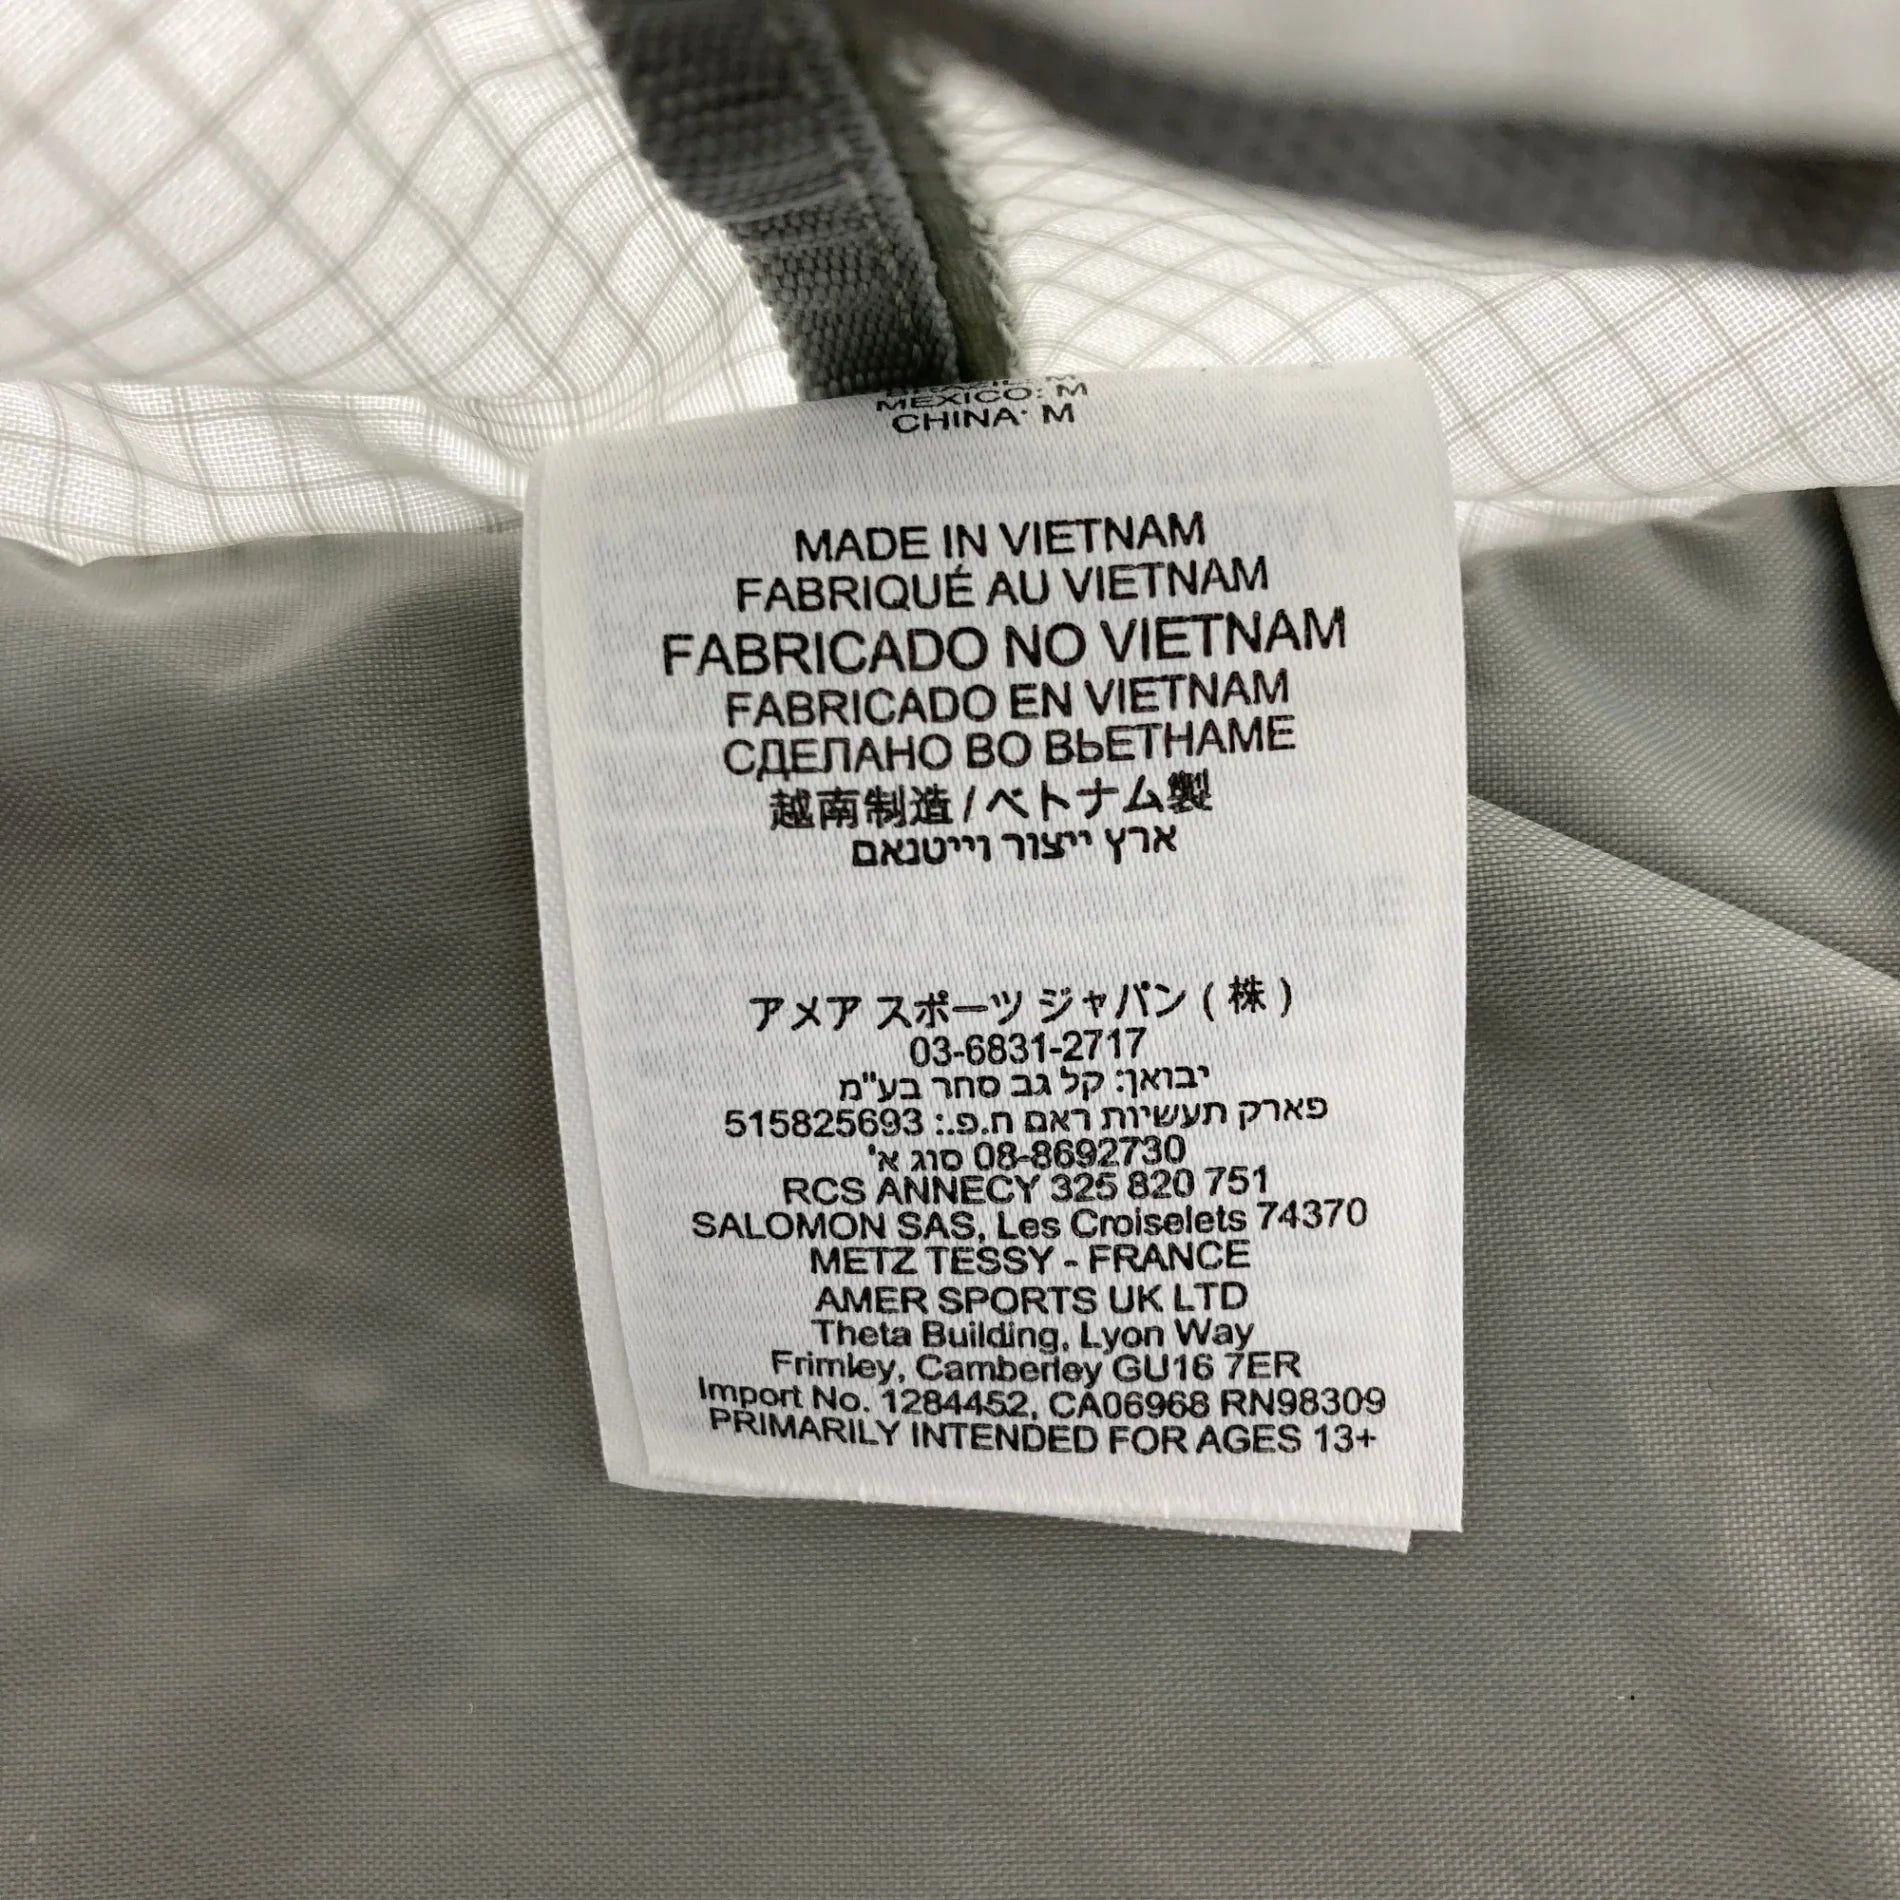 MEXICO: M
CHINA: M
MADE IN VIETNAM
FABRIQUÉ AU VIETNAM
FABRICADO NO VIETNAM
FABRICADO EN VIETNAM
СДЕЛАНО ВО ВЬЕТНАМЕ
越南制造/ベトナム製
ארץ ייצור וייטנאם
アメア スポーツ ジャパン ( 株 )
03-6831-2717
יבואן: קל גב סחר בע"מ
פארק תעשיות ראם ח.פ.: 515825693
08-8692730 סוג א'
RCS ANNECY 325 820 751
SALOMON SAS, Les Croiselets 74370
METZ TESSY - FRANCE
AMER SPORTS UK LTD
Theta Building, Lyon Way
Frimley, Camberley GU16 7ER
Import No. 1284452, CA06968 RN98309
PRIMARILY INTENDED FOR AGES 13+